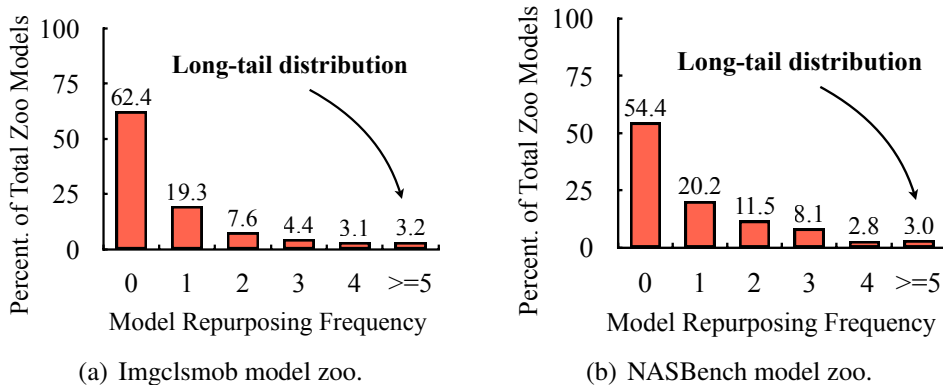 Percent. of Total Zoo Models
100
75
50
25
0
Long-tail distribution
62.4
19.3
7.6
4.4
3.1
3.2
0 1 2 3 4 >=5
Model Repurposing Frequency
(a) Imgclsmob model zoo.
Percent. of Total Zoo Models
100
75
50
25
0
Long-tail distribution
54.4
20.2
11.5
8.1
2.8
3.0
0 1 2 3 4 >=5
Model Repurposing Frequency
(b) NASBench model zoo.